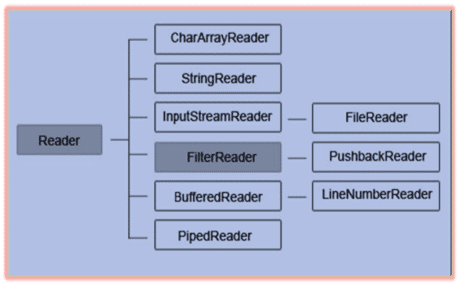 CharArrayReader
StringReader
InputStreamReader
FileReader
Reader
FilterReader
PushbackReader
BufferedReader
LineNumberReader
PipedReader